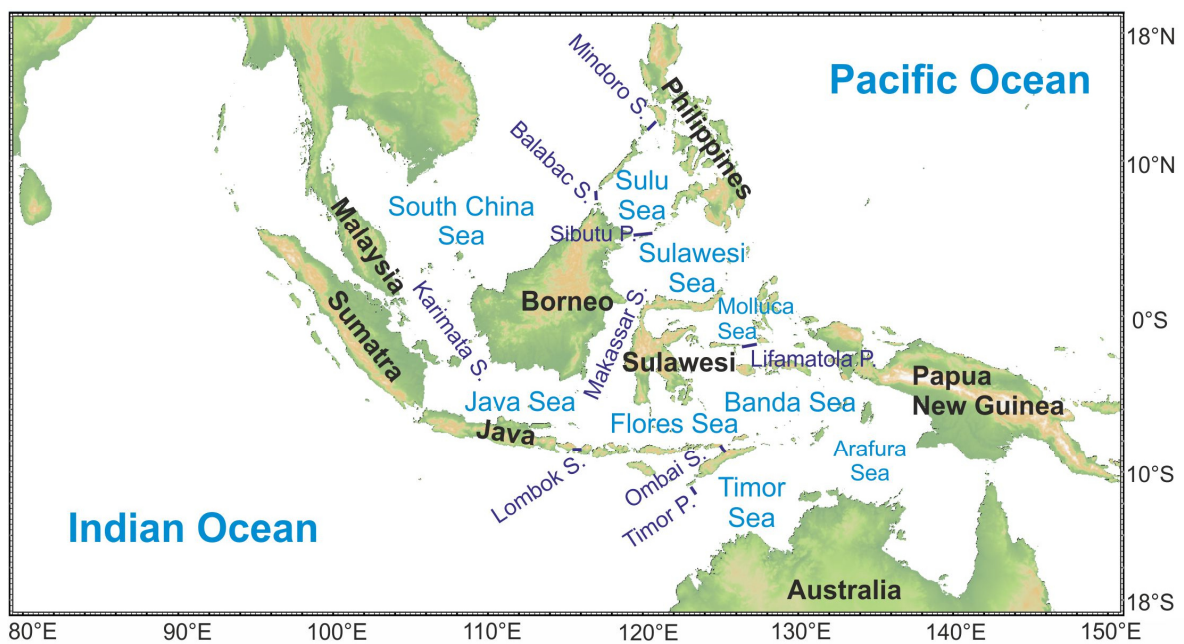 Pacific Ocean
18°N
Mindoro S.
Philippines
Balabac S.
10°N
Sulu
Sea
South China
Sea
Malaysia
Sibutu P.
Sulawesi
Sea
Borneo
Karimata S.
Makassar S.
Molluca
Sea
0°S
Sumatra
Sulawesi
Lifamatola P.
Papua
New Guinea
Java Sea
Banda Sea
Flores Sea
Java
Arafura
Sea
Lombok S.
Ombai S.
10°S
Timor
Sea
Timor P.
Indian Ocean
Australia
18°S
80°E
90°E
100°E
110°E
120°E
130°E
140°E
150°E